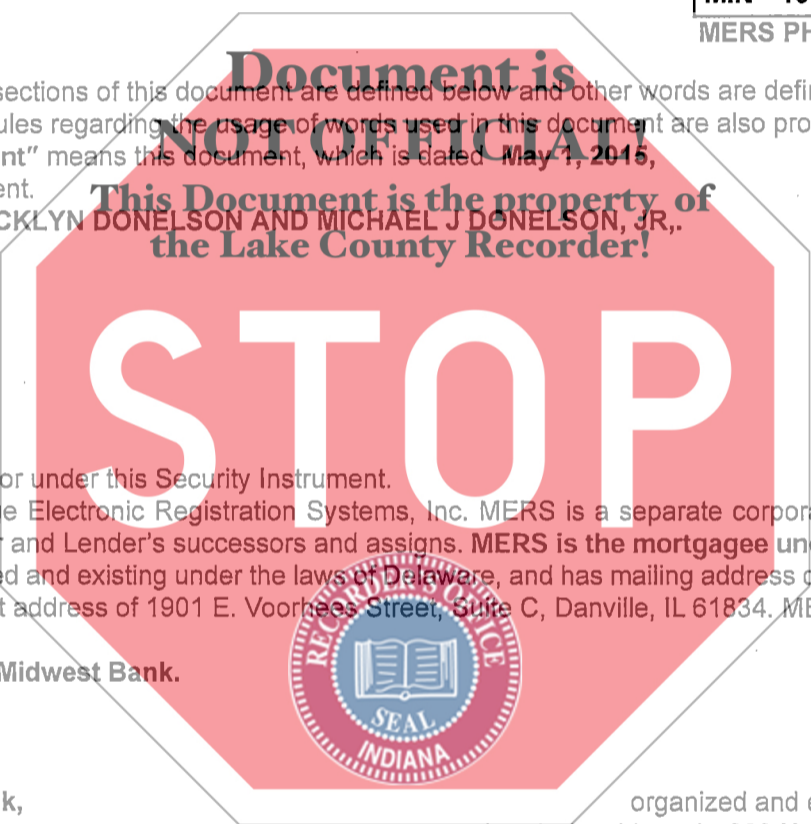 MIN
MERS PH
Document is
sections of this document are defined below and other words are defi
ules regarding the usage of words used in this document are also pro
NOT OFFICIAL!
nt" means this document, which is dated May 1, 2015,
ent.
This Document is the property of
CKLYN DONELSON AND MICHAEL J DONELSON, JR,.
the Lake County Recorder!
STOP
or under this Security Instrument.
e Electronic Registration Systems, Inc. MERS is a separate corpora
and Lender's successors and assigns. MERS is the mortgagee un
d and existing under the laws of Delaware, and has mailing address o
t address of 1901 E. Voorhees Street, Suite C, Danville, IL 61834. ME
Midwest Bank.
RECORDER'S OFFICE
SEAL
INDIANA
k,
organized and e